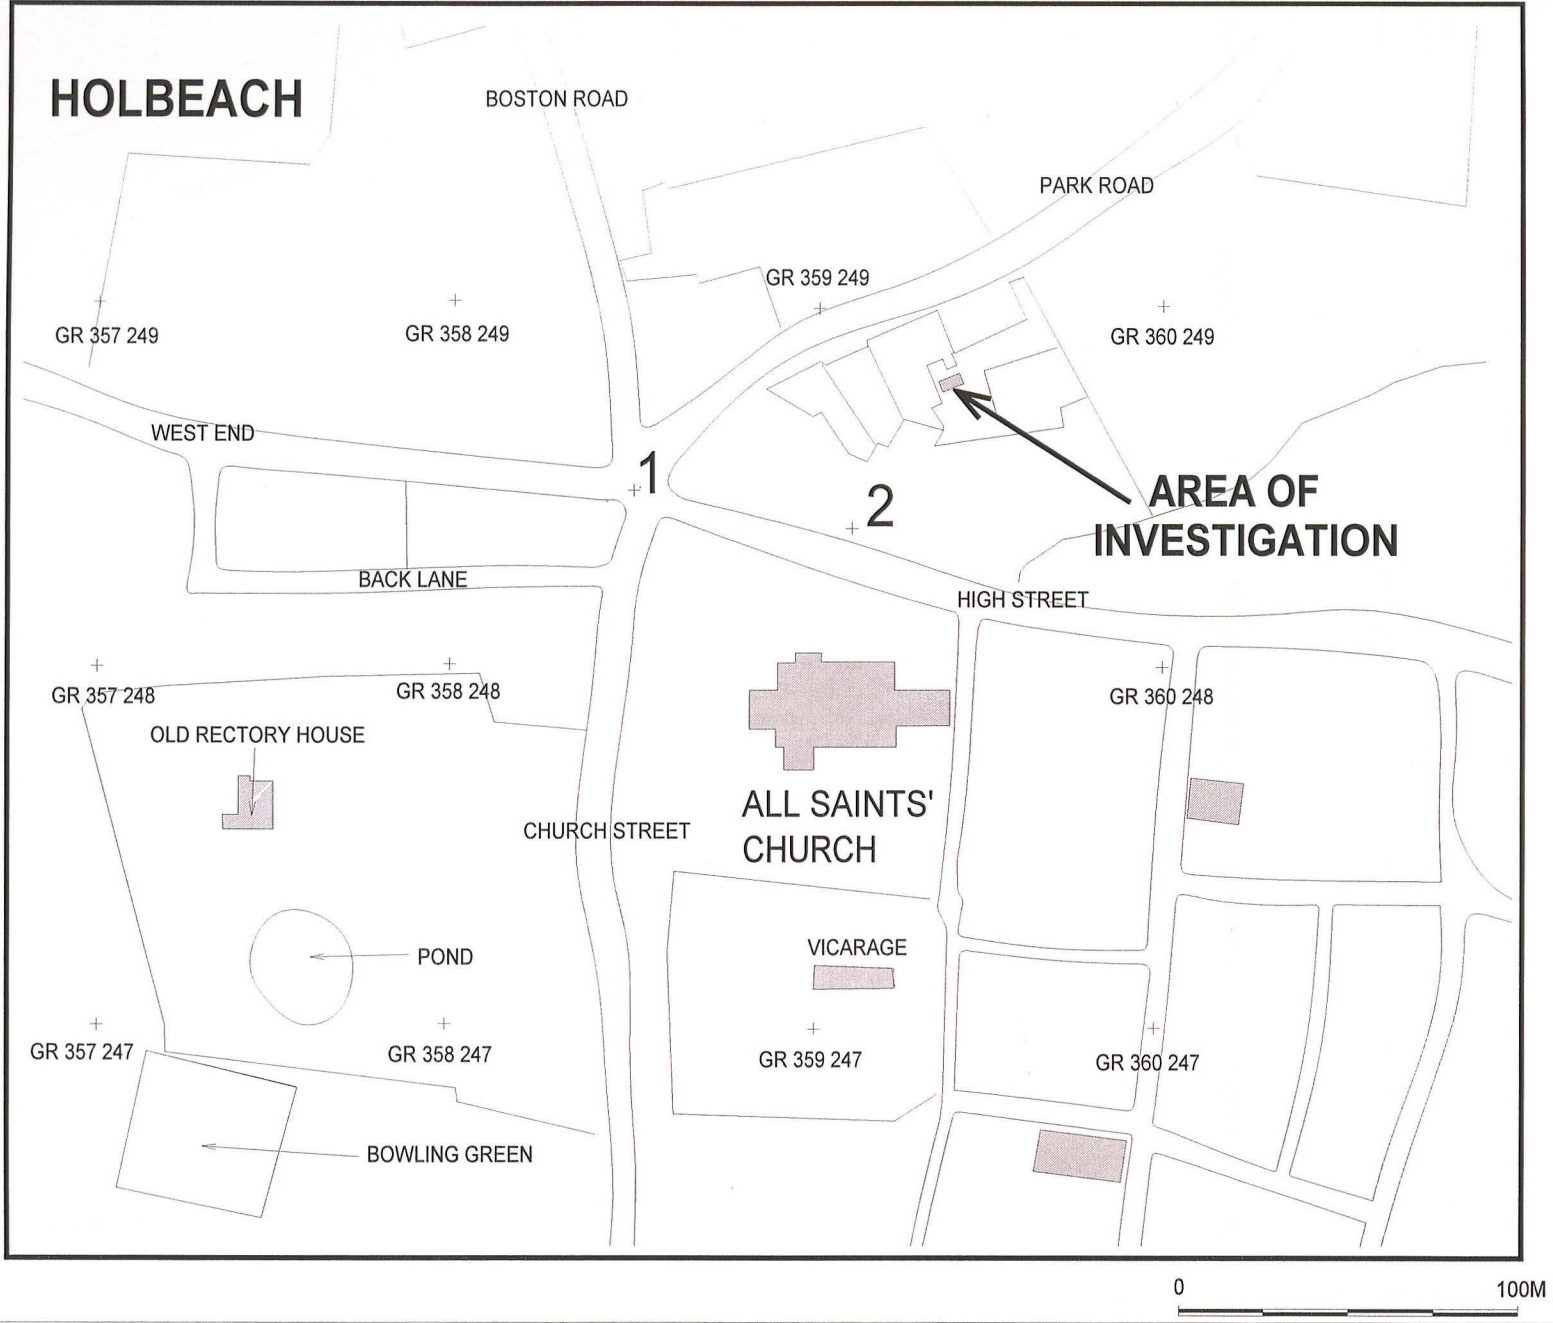 HOLBEACH
BOSTON ROAD
PARK ROAD
GR 359 249
GR 357 249
GR 358 249
GR 360 249
WEST END
1
2
AREA OF
INVESTIGATION
BACK LANE
HIGH STREET
GR 357 248
GR 358 248
GR 360 248
OLD RECTORY HOUSE
ALL SAINTS'
CHURCH
CHURCH STREET
VICARAGE
POND
GR 357 247
GR 358 247
GR 359 247
GR 360 247
BOWLING GREEN
0
100M